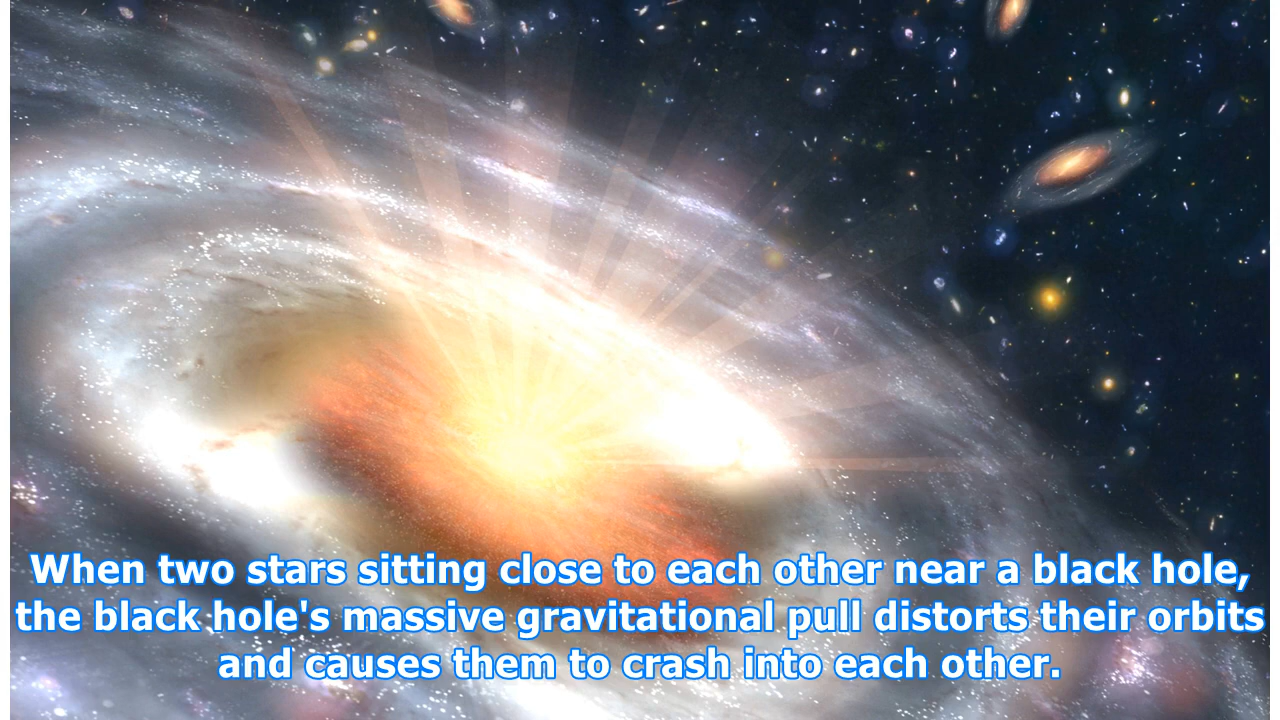 When two stars sitting close to each other near a black hole,
the black hole's massive gravitational pull distorts their orbits
and causes them to crash into each other.